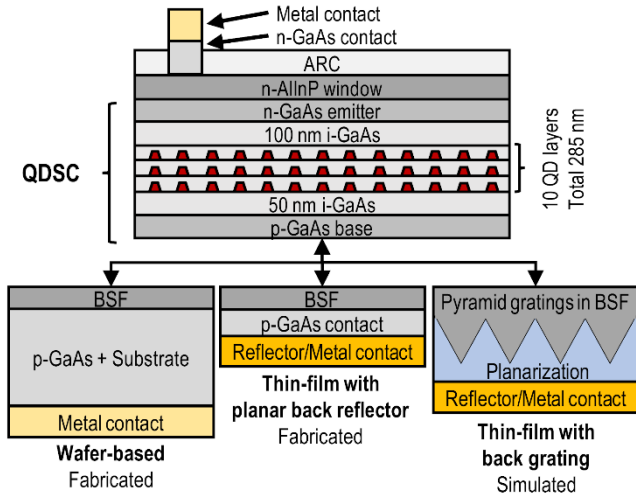 Metal contact
n-GaAs contact
ARC
n-AlInP window
n-GaAs emitter
100 nm i-GaAs
QDSC
10 QD layers
Total 285 nm
50 nm i-GaAs
p-GaAs base
BSF
p-GaAs + Substrate
Metal contact
Wafer-based
Fabricated
BSF
p-GaAs contact
Reflector/Metal contact
Thin-film with
planar back reflector
Fabricated
Pyramid gratings in BSF
Planarization
Reflector/Metal contact
Thin-film with
back grating
Simulated